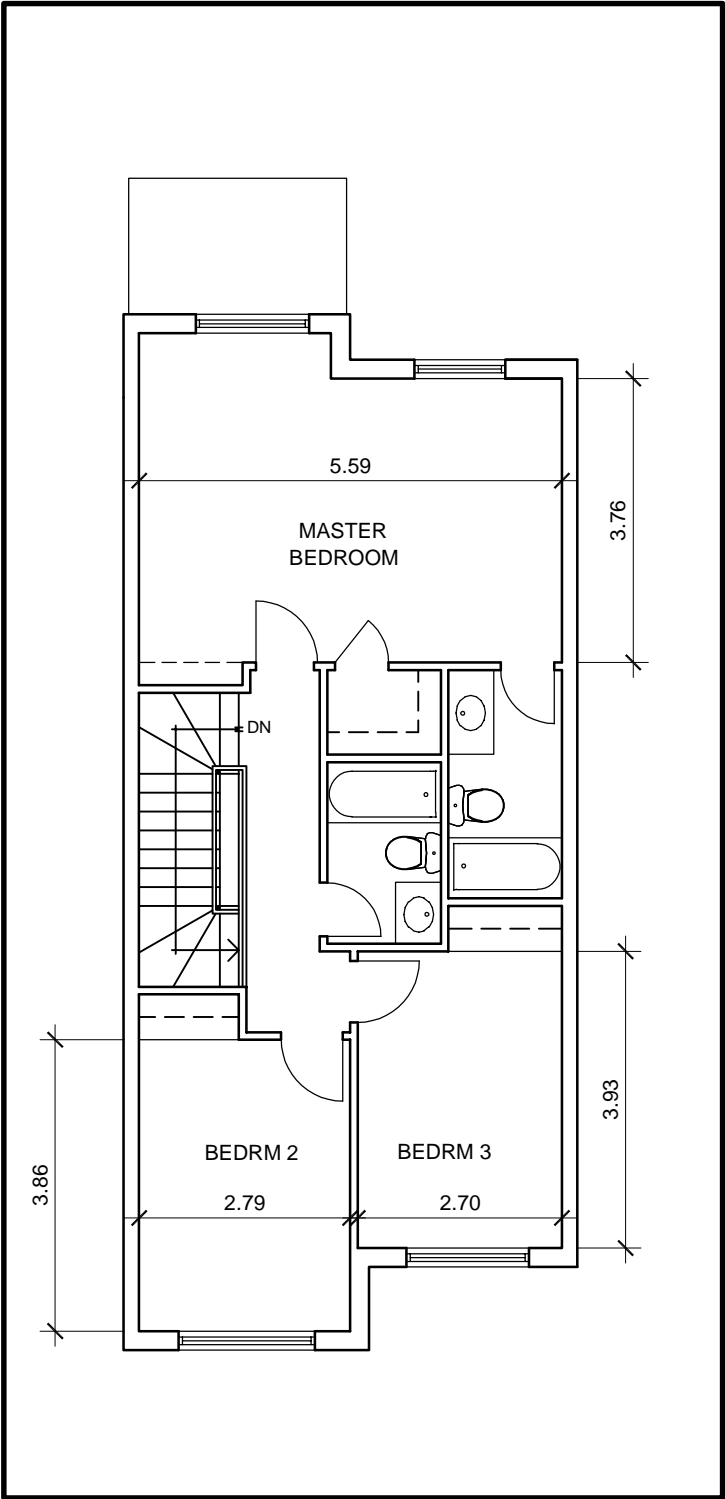 5.59
3.76
MASTER
BEDROOM
DN
3.93
BEDRM 2
BEDRM 3
3.86
2.79
2.70